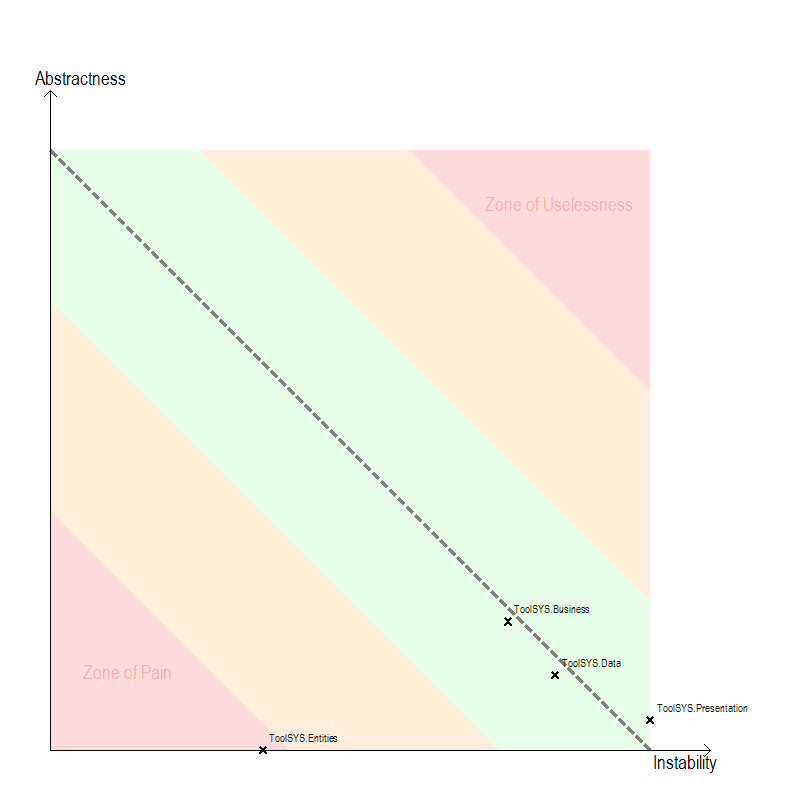 Abstractness
Zone of Uselessness
ToolSYS.Business
ToolSYS.Data
Zone of Pain
ToolSYS.Presentation
ToolSYS.Entities
Instability